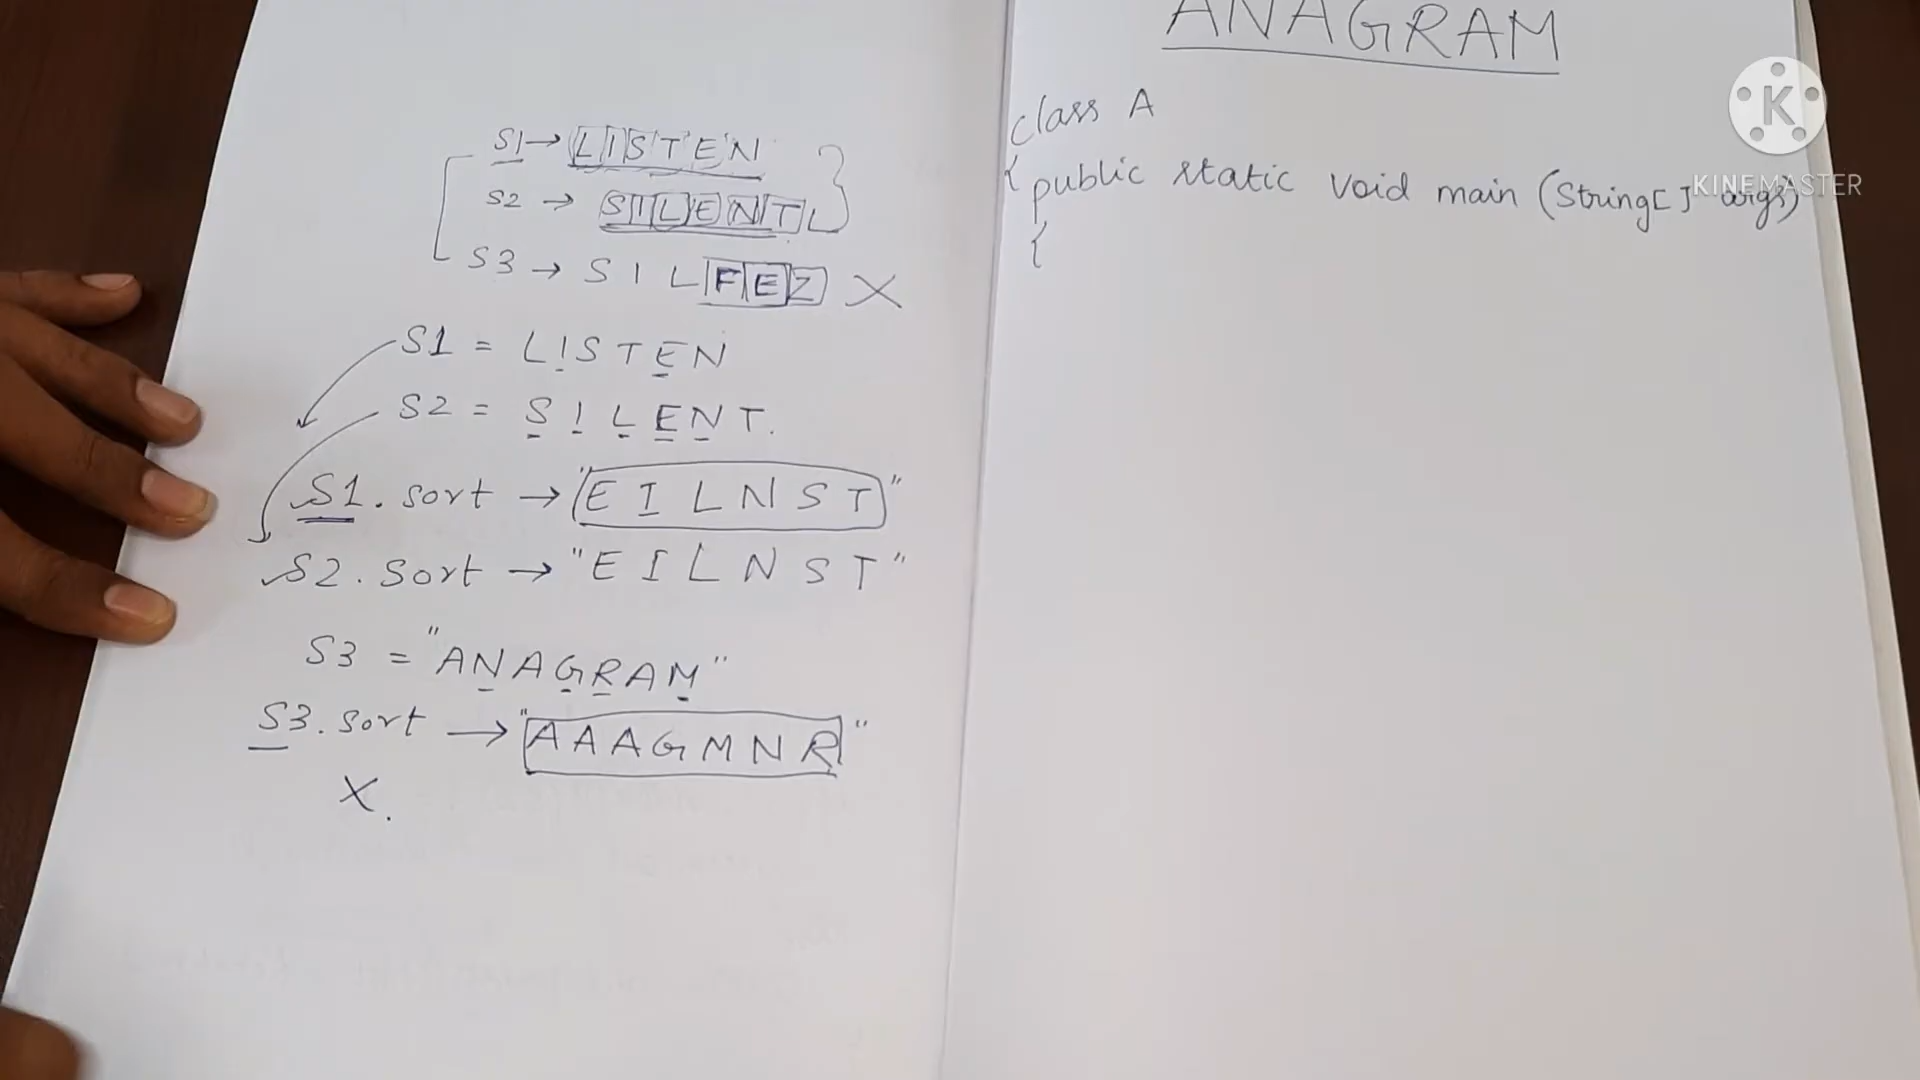 S1 → LISTEN
S2 → SILENT
S3 → SILFEZ X
S1 = LISTEN
S2 = SILENT.
S1.sort → "EILNST"
S2.sort → "EILNST"
S3 = "ANAGRAM"
S3.sort → "AAAGMNR"
X.
ANAGRAM
class A
{ public static void main (String[] args)
{
K
KINEMASTER